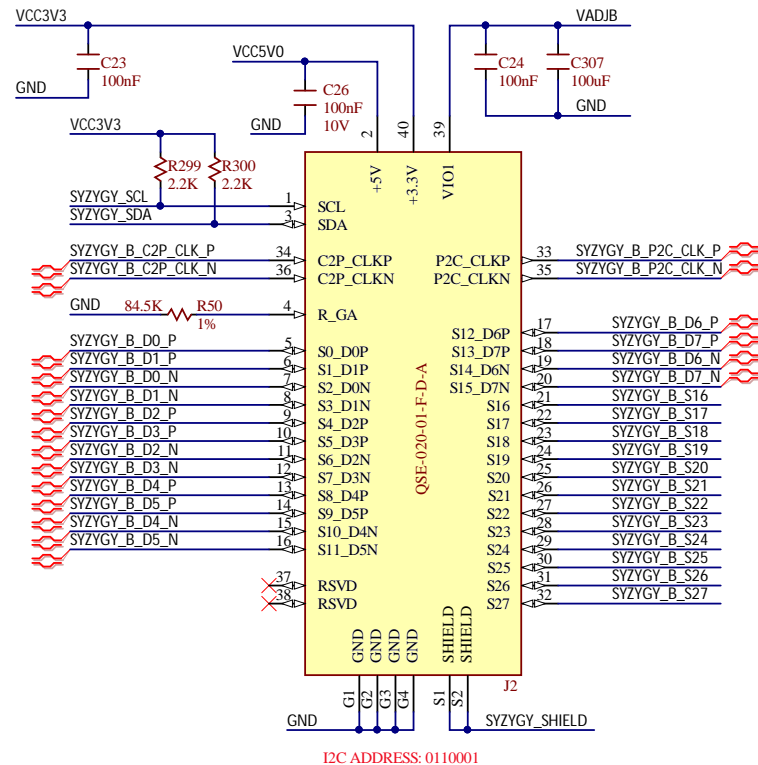 VCC3V3
VADJB
C23
100nF
GND
VCC5V0
C26
100nF
10V
GND
C24
100nF
C307
100uF
GND
VCC3V3
R299
2.2K
R300
2.2K
2
40
39
+5V
+3.3V
VIO1
SYZYGY_SCL
1
SCL
SYZYGY_SDA
3
SDA
SYZYGY_B_C2P_CLK_P
34
C2P_CLKP
SYZYGY_B_C2P_CLK_N
36
C2P_CLKN
P2C_CLKP
33
SYZYGY_B_P2C_CLK_P
P2C_CLKN
35
SYZYGY_B_P2C_CLK_N
GND
84.5K
R50
1%
4
R_GA
SYZYGY_B_D0_P
5
S0_D0P
SYZYGY_B_D1_P
6
S1_D1P
SYZYGY_B_D0_N
7
S2_D0N
SYZYGY_B_D1_N
8
S3_D1N
SYZYGY_B_D2_P
9
S4_D2P
SYZYGY_B_D3_P
10
S5_D3P
SYZYGY_B_D2_N
11
S6_D2N
SYZYGY_B_D3_N
12
S7_D3N
SYZYGY_B_D4_P
13
S8_D4P
SYZYGY_B_D5_P
14
S9_D5P
SYZYGY_B_D4_N
15
S10_D4N
SYZYGY_B_D5_N
16
S11_D5N
37
RSVD
38
RSVD
QSE-020-01-F-D-A
S12_D6P
17
SYZYGY_B_D6_P
S13_D7P
18
SYZYGY_B_D7_P
S14_D6N
19
SYZYGY_B_D6_N
S15_D7N
20
SYZYGY_B_D7_N
S16
21
SYZYGY_B_S16
S17
22
SYZYGY_B_S17
S18
23
SYZYGY_B_S18
S19
24
SYZYGY_B_S19
S20
25
SYZYGY_B_S20
S21
26
SYZYGY_B_S21
S22
27
SYZYGY_B_S22
S23
28
SYZYGY_B_S23
S24
29
SYZYGY_B_S24
S25
30
SYZYGY_B_S25
S26
31
SYZYGY_B_S26
S27
32
SYZYGY_B_S27
GND
GND
GND
GND
SHIELD
SHIELD
J2
G1
G2
G3
G4
S1
S2
GND
SYZYGY_SHIELD
I2C ADDRESS: 0110001